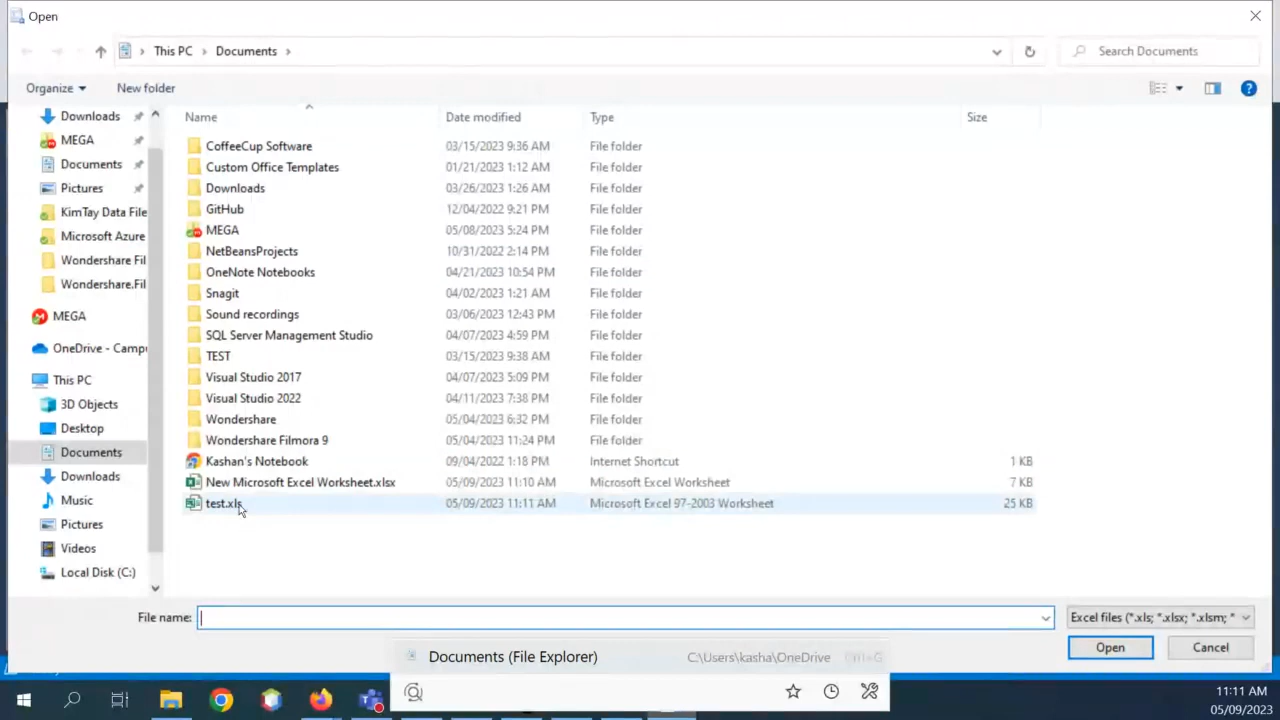 Open
This PC > Documents >
Search Documents
Organize
New folder
Name Date modified Type Size
Downloads
MEGA
Documents
Pictures
KimTay Data File
Microsoft Azure
Wondershare Fil
Wondershare.Fil
MEGA
OneDrive - Camp
This PC
3D Objects
Desktop
Documents
Downloads
Music
Pictures
Videos
Local Disk (C:)
CoffeeCup Software 03/15/2023 9:36 AM File folder
Custom Office Templates 01/21/2023 1:12 AM File folder
Downloads 03/26/2023 1:26 AM File folder
GitHub 12/04/2022 9:21 PM File folder
MEGA 05/08/2023 5:24 PM File folder
NetBeansProjects 10/31/2022 2:14 PM File folder
OneNote Notebooks 04/21/2023 10:54 PM File folder
Snagit 04/02/2023 1:21 AM File folder
Sound recordings 03/06/2023 12:43 PM File folder
SQL Server Management Studio 04/07/2023 4:59 PM File folder
TEST 03/15/2023 9:38 AM File folder
Visual Studio 2017 04/07/2023 5:09 PM File folder
Visual Studio 2022 04/11/2023 7:38 PM File folder
Wondershare 05/04/2023 6:32 PM File folder
Wondershare Filmora 9 05/04/2023 11:24 PM File folder
Kashan's Notebook 09/04/2022 1:18 PM Internet Shortcut 1 KB
New Microsoft Excel Worksheet.xlsx 05/09/2023 11:10 AM Microsoft Excel Worksheet 7 KB
test.xls 05/09/2023 11:11 AM Microsoft Excel 97-2003 Worksheet 25 KB
File name:
Excel files (*.xls; *.xlsx; *.xlsm; *
Open
Cancel
Documents (File Explorer) C:\Users\kasha\OneDrive Ctrl+G
11:11 AM
05/09/2023